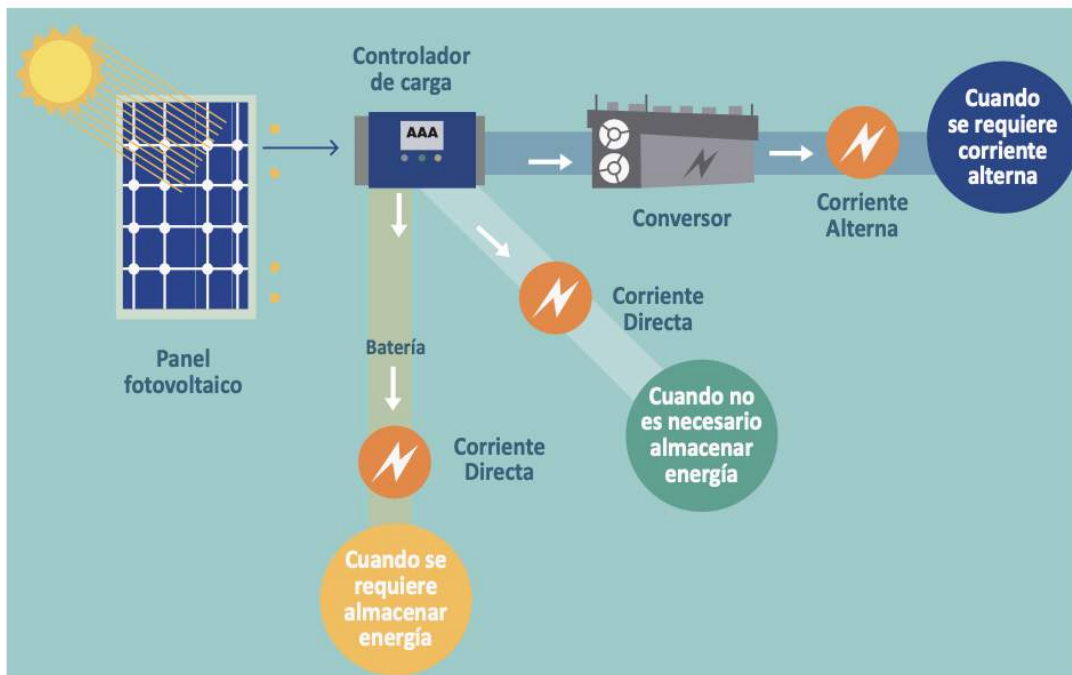 Controlador
de carga
AAA
Cuando
se requiere
corriente
alterna
Conversor
Corriente
Alterna
Corriente
Directa
Batería
Panel
fotovoltaico
Cuando no
es necesario
almacenar
energía
Corriente
Directa
Cuando se
requiere
almacenar
energía